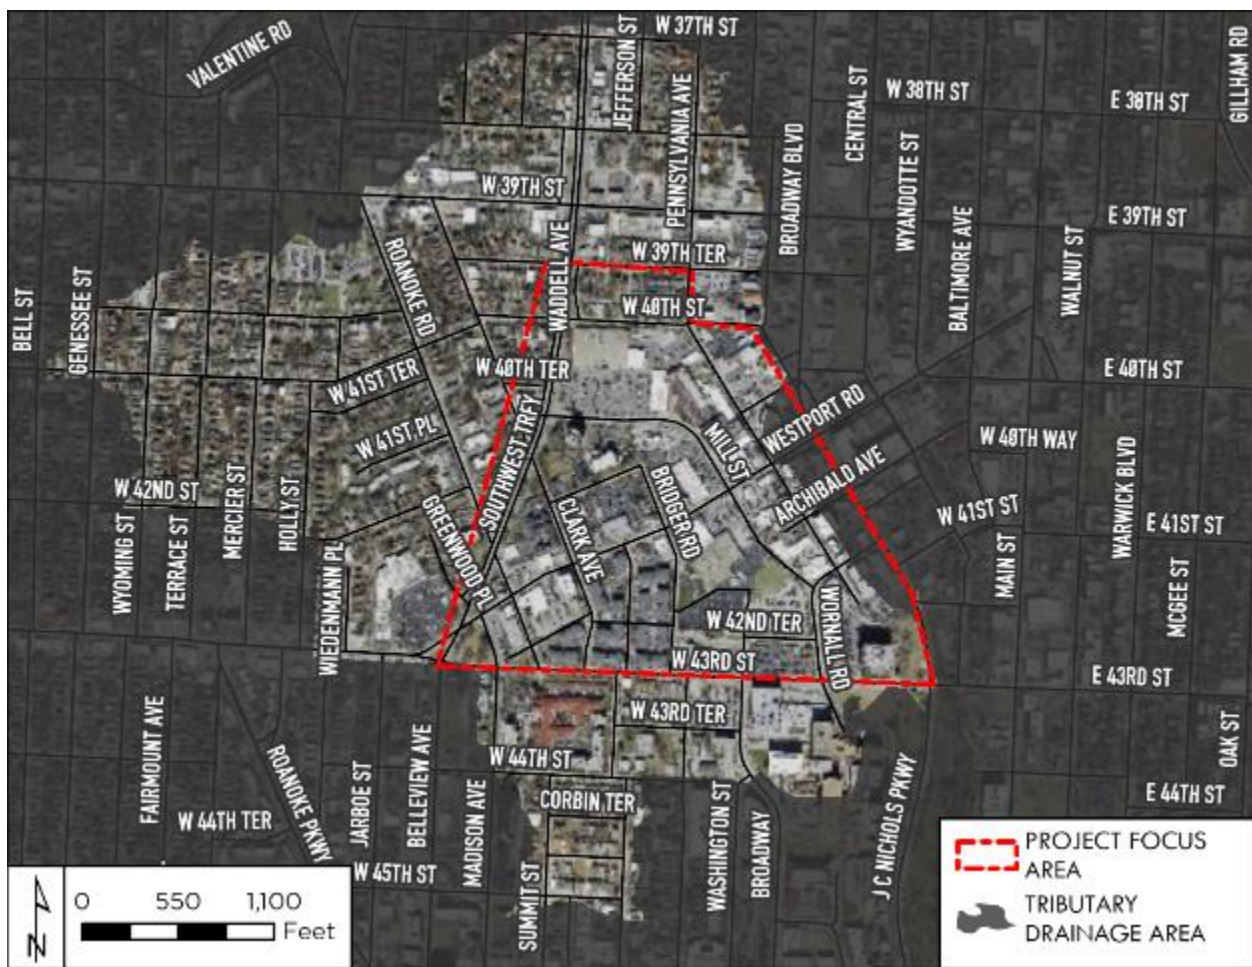 W 37TH ST
VALENTINE RD
JEFFERSON ST
GILLHAM RD
PENNSYLVANIA AVE
CENTRAL ST
W 38TH ST
E 38TH ST
BROADWAY BLVD
WYANDOTTE ST
W 39TH ST
E 39TH ST
BALTIMORE AVE
WALNUT ST
WADDELL AVE
W 39TH TER
ROANOKE RD
BELL ST
GENESSEE ST
W 40TH ST
W 41ST TER
W 40TH TER
E 40TH ST
WESTPORT RD
W 41ST PL
SOUTHWEST TRFY
MILL ST
W 40TH WAY
WARWICK BLVD
ARCHIBALD AVE
W 42ND ST
MERCIER ST
HOLLY ST
GREENWOOD PL
CLARK AVE
BRIDGER RD
W 41ST ST
E 41ST ST
WYOMING ST
TERRACE ST
WIEDENMANN PL
MAIN ST
MCGEE ST
W 42ND TER
WORNALL RD
W 43RD ST
E 43RD ST
FAIRMOUNT AVE
W 43RD TER
OAK ST
ROANOKE PKWY
JARBOE ST
BELLEVIEW AVE
MADISON AVE
W 44TH ST
J C NICHOLS PKWY
E 44TH ST
W 44TH TER
CORBIN TER
WASHINGTON ST
BROADWAY
W 45TH ST
SUMMIT ST
N
0 550 1,100
Feet
PROJECT FOCUS
AREA
TRIBUTARY
DRAINAGE AREA